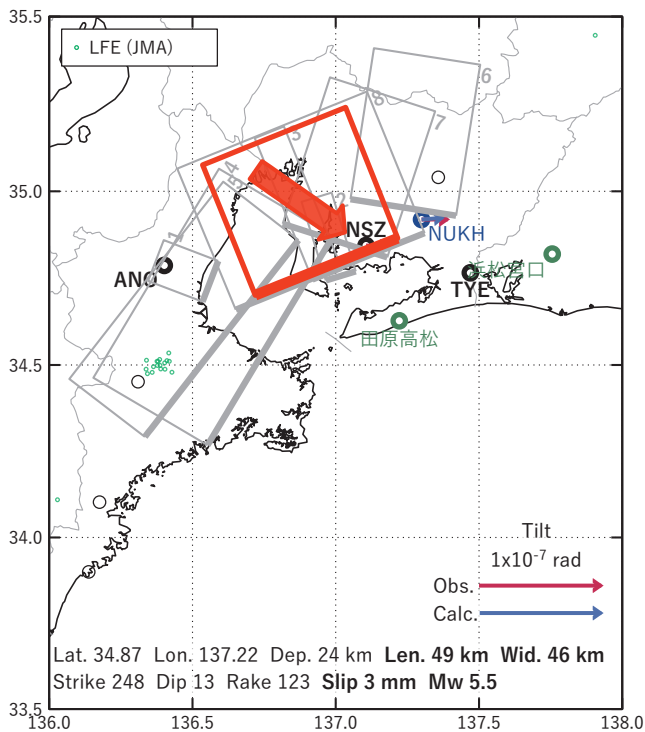 35.5
LFE (JMA)
6
8
7
3
4
5
2
1
35.0
NSZ
NUKH
ANO
浜松宮口
TYE
田原高松
34.5
34.0
Tilt
1x10⁻⁷ rad
Obs.
Calc.
Lat. 34.87 Lon. 137.22 Dep. 24 km Len. 49 km Wid. 46 km
Strike 248 Dip 13 Rake 123 Slip 3 mm Mw 5.5
33.5
136.0 136.5 137.0 137.5 138.0